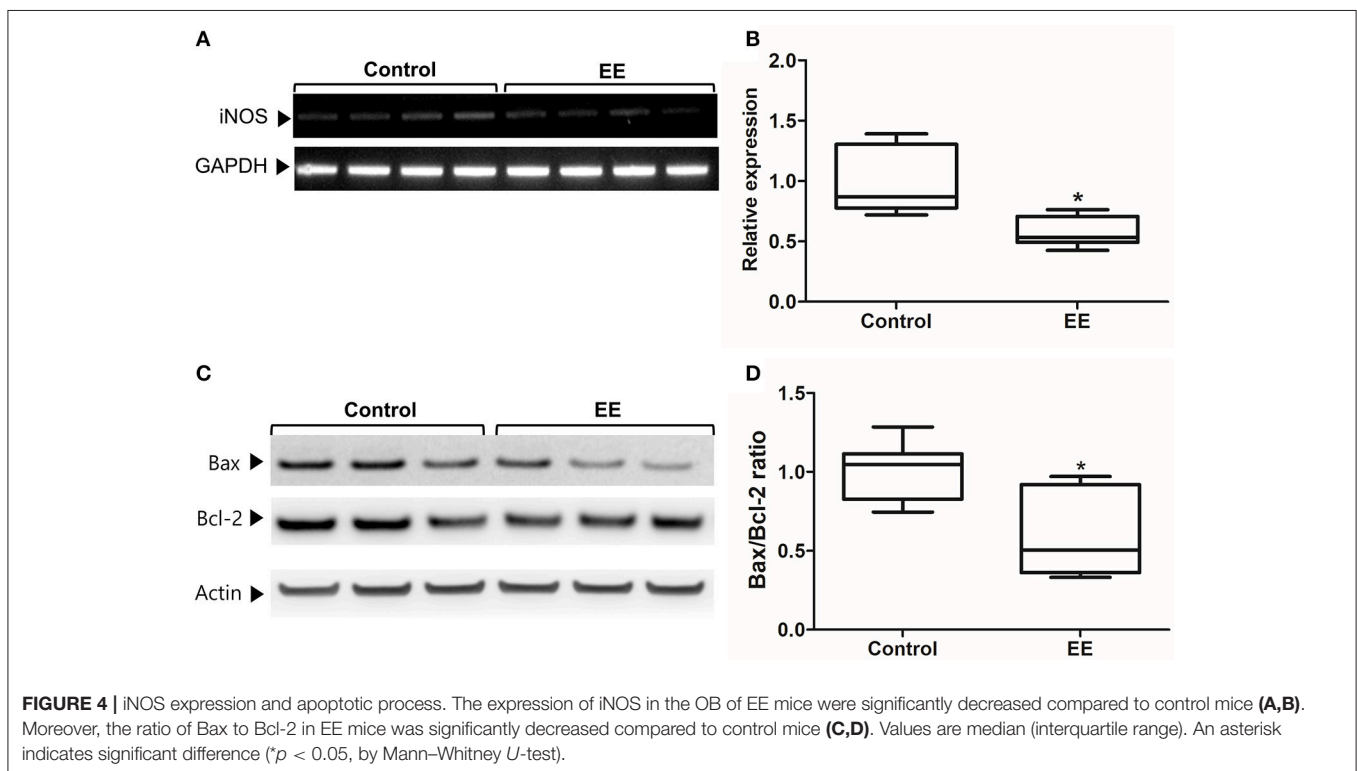 A
Control EE
iNOS ▶
GAPDH ▶
B
2.0
1.5
1.0
0.5
0.0
Relative expression
*
Control EE
C
Control EE
Bax ▶
Bcl-2 ▶
Actin ▶
D
1.5
1.0
0.5
0.0
Bax/Bcl-2 ratio
*
Control EE
FIGURE 4 | iNOS expression and apoptotic process. The expression of iNOS in the OB of EE mice were significantly decreased compared to control mice (A,B).
Moreover, the ratio of Bax to Bcl-2 in EE mice was significantly decreased compared to control mice (C,D). Values are median (interquartile range). An asterisk
indicates significant difference (*p < 0.05, by Mann–Whitney U-test).